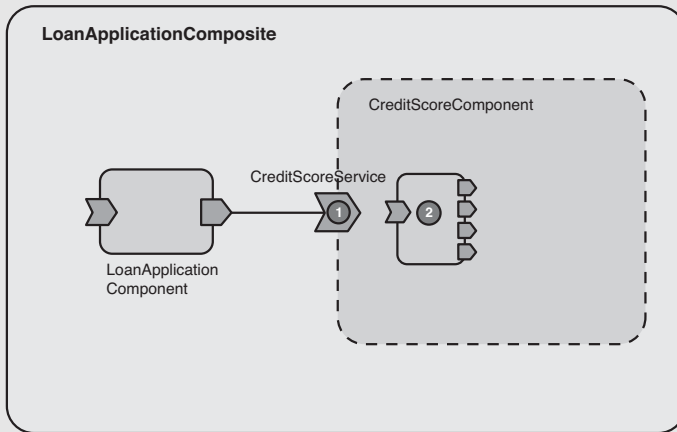 LoanApplicationComposite
CreditScoreComponent
CreditScoreService
1
2
LoanApplication
Component